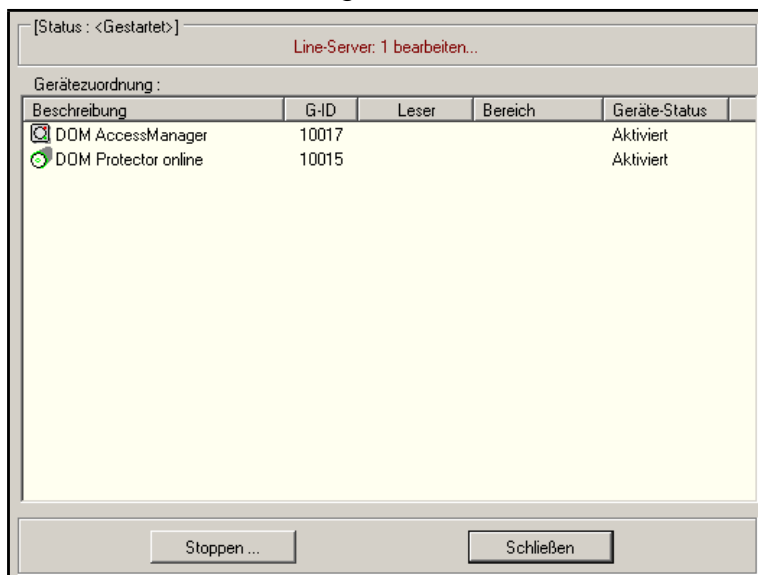 [Status : <Gestartet>]
Line-Server: 1 bearbeiten...
Gerätezuordnung :
Beschreibung G-ID Leser Bereich Geräte-Status
DOM AccessManager 10017 Aktiviert
DOM Protector online 10015 Aktiviert
Stoppen ... Schließen